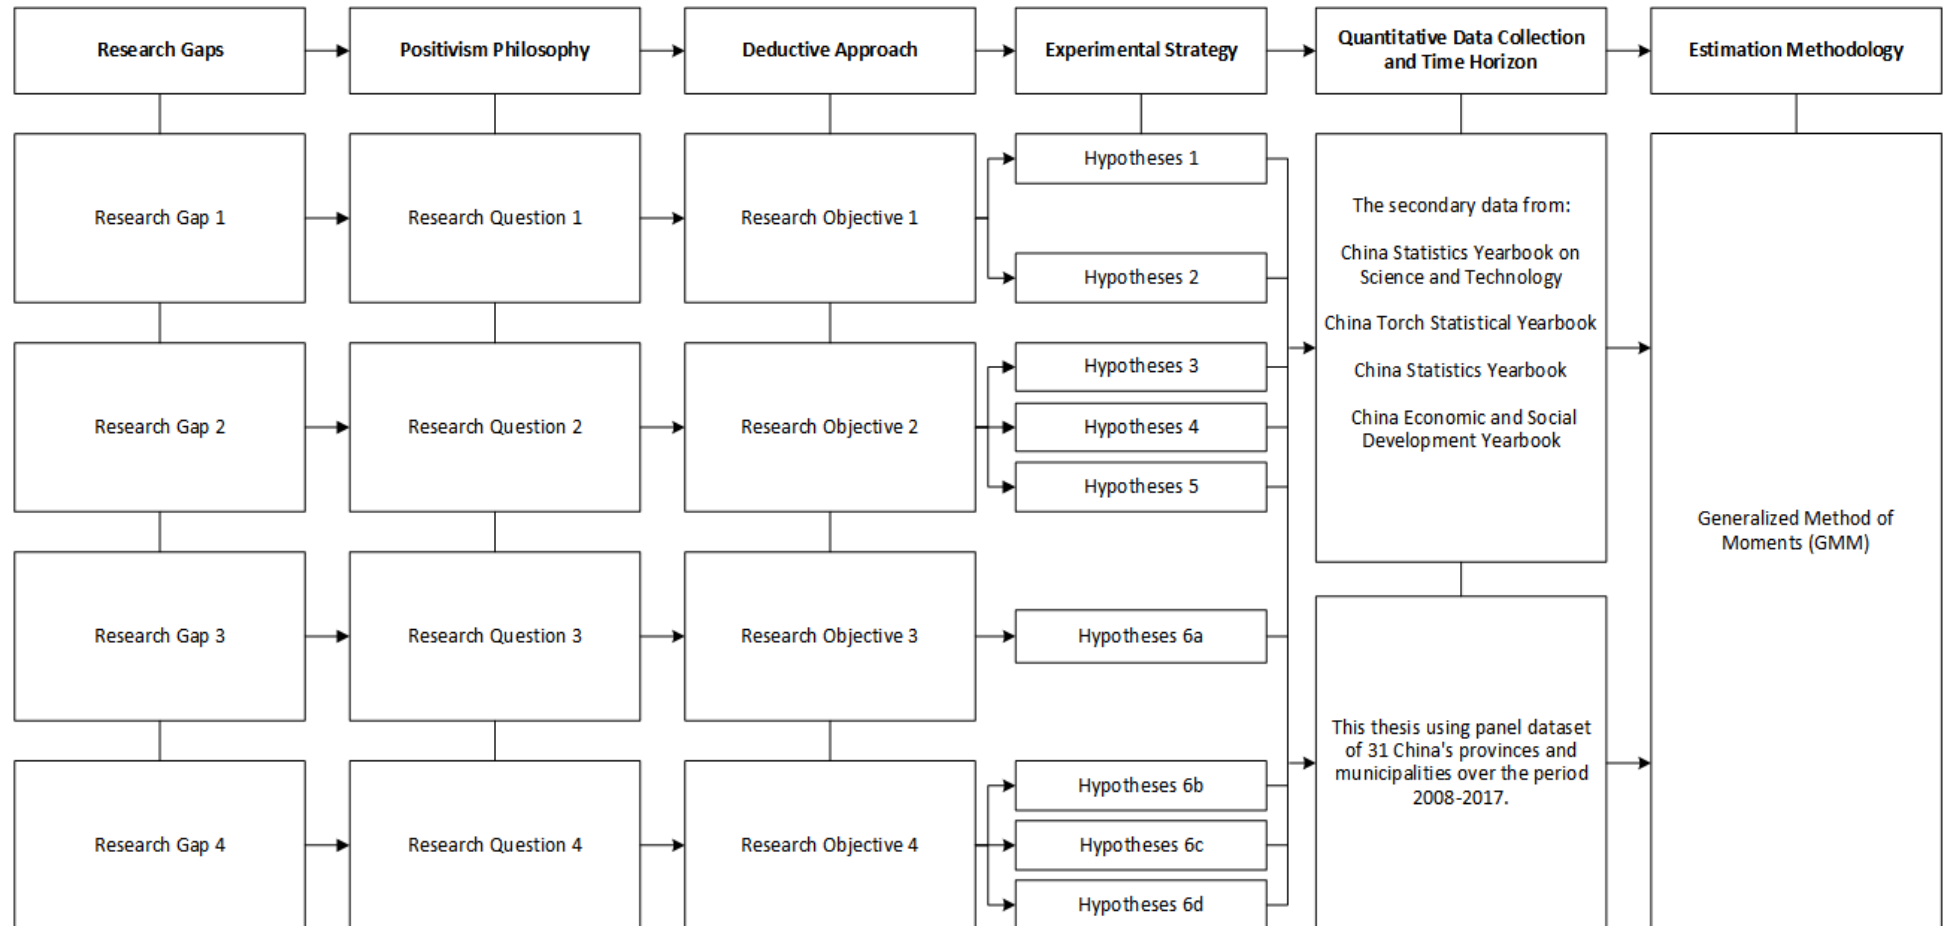 Research Gaps
Positivism Philosophy
Deductive Approach
Experimental Strategy
Quantitative Data Collection
and Time Horizon
Estimation Methodology
Research Gap 1
Research Question 1
Research Objective 1
Hypotheses 1
Hypotheses 2
Research Gap 2
Research Question 2
Research Objective 2
Hypotheses 3
Hypotheses 4
Hypotheses 5
Research Gap 3
Research Question 3
Research Objective 3
Hypotheses 6a
Research Gap 4
Research Question 4
Research Objective 4
Hypotheses 6b
Hypotheses 6c
Hypotheses 6d
The secondary data from:
China Statistics Yearbook on
Science and Technology
China Torch Statistical Yearbook
China Statistics Yearbook
China Economic and Social
Development Yearbook
This thesis using panel dataset
of 31 China's provinces and
municipalities over the period
2008-2017.
Generalized Method of
Moments (GMM)